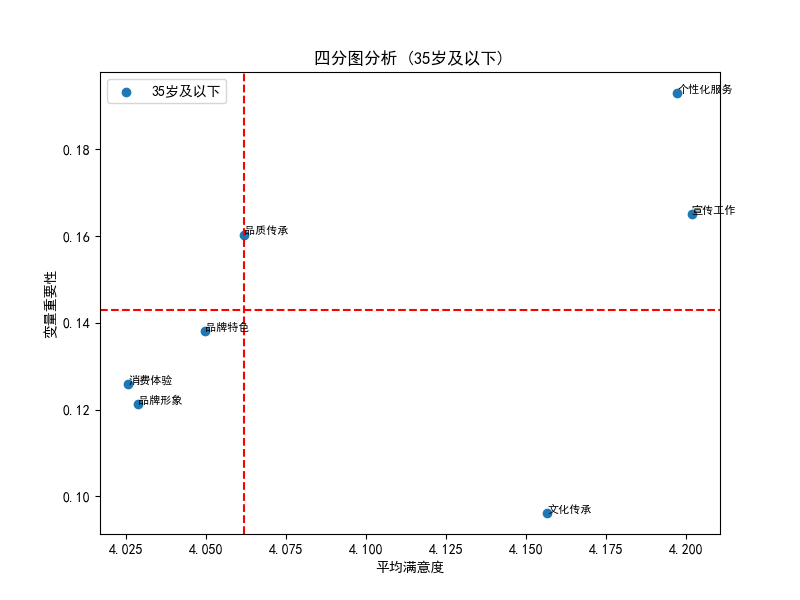 四分图分析 (35岁及以下)
35岁及以下
个性化服务
宣传工作
品质传承
品牌特色
消费体验
品牌形象
文化传承
变量重要性
0.18
0.16
0.14
0.12
0.10
4.025 4.050 4.075 4.100 4.125 4.150 4.175 4.200
平均满意度